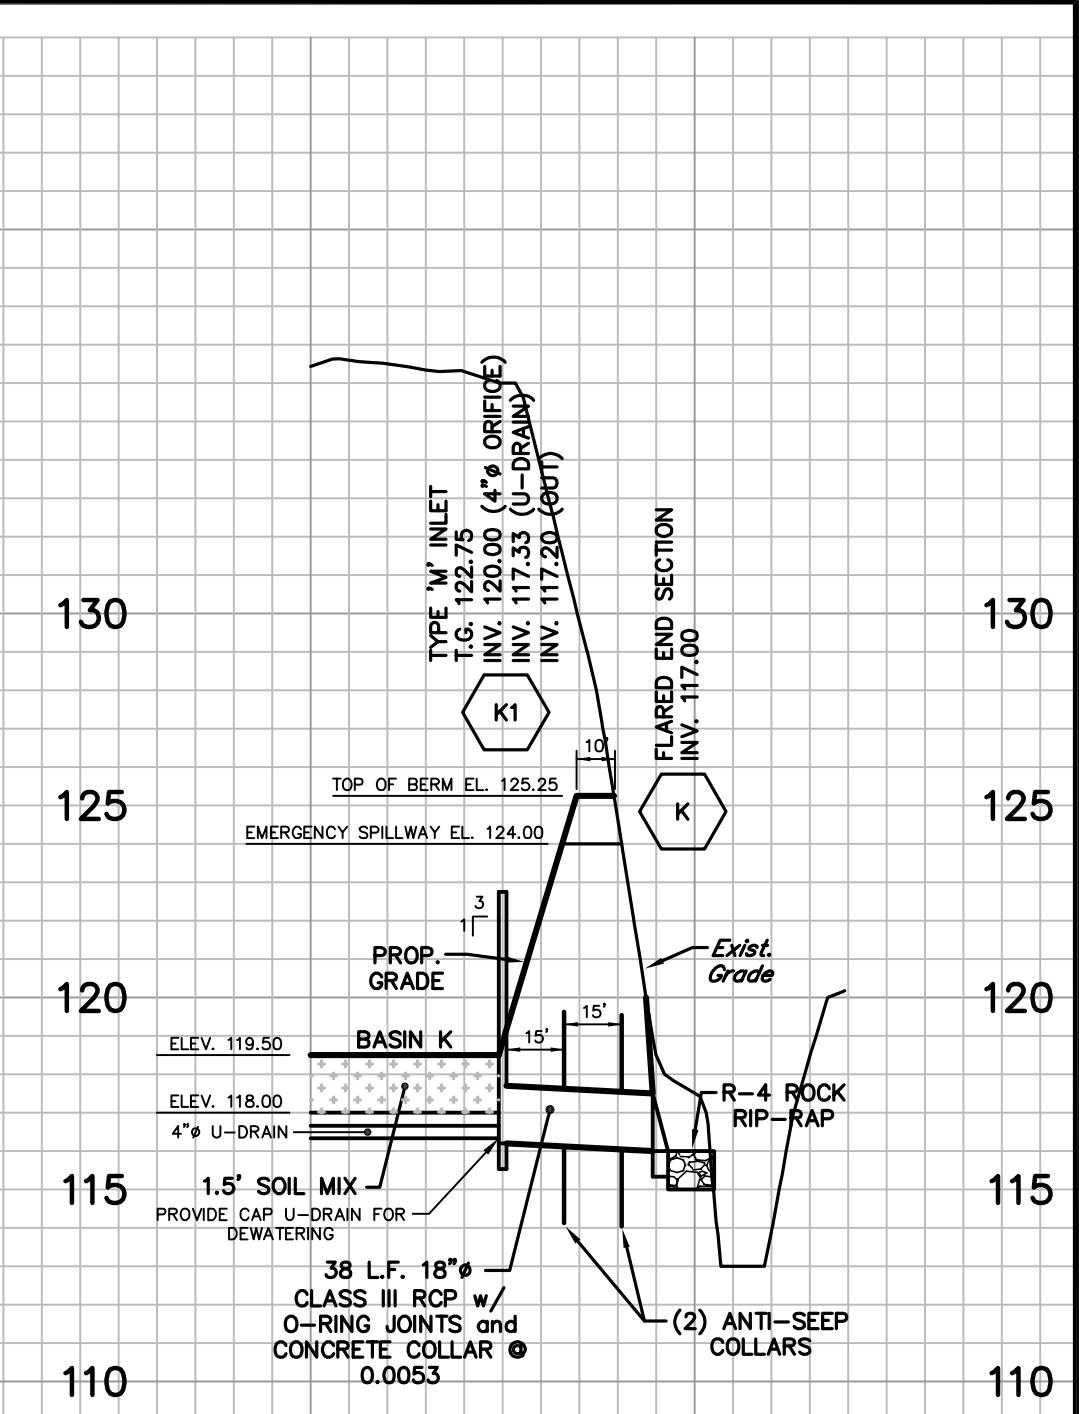 TYPE 'M' INLET
T.G. 122.75
INV. 120.00 (4"ø ORIFICE)
INV. 117.33 (U-DRAIN)
INV. 117.20 (OUT)
FLARED END SECTION
INV. 117.00
130
130
K1
10'
TOP OF BERM EL. 125.25
125
K
125
EMERGENCY SPILLWAY EL. 124.00
3
1
PROP.
GRADE
Exist.
Grade
120
120
15'
15'
BASIN K
ELEV. 119.50
ELEV. 118.00
4"ø U-DRAIN
R-4 ROCK
RIP-RAP
115
115
1.5' SOIL MIX
PROVIDE CAP U-DRAIN FOR
DEWATERING
38 L.F. 18"ø
CLASS III RCP w/
O-RING JOINTS and
CONCRETE COLLAR @
0.0053
(2) ANTI-SEEP
COLLARS
110
110